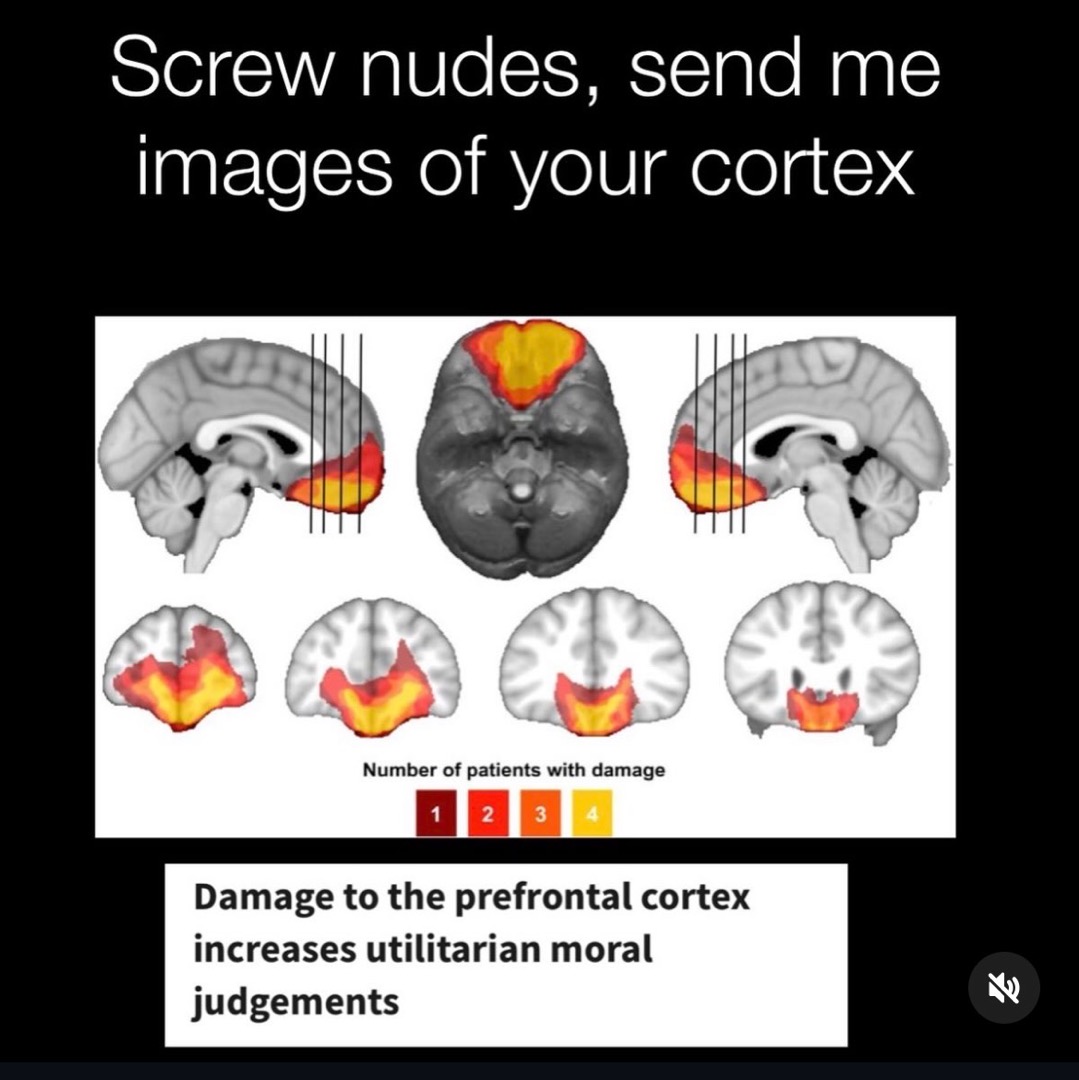 Screw nudes, send me
images of your cortex
Number of patients with damage
1 2 3 4
Damage to the prefrontal cortex
increases utilitarian moral
judgements